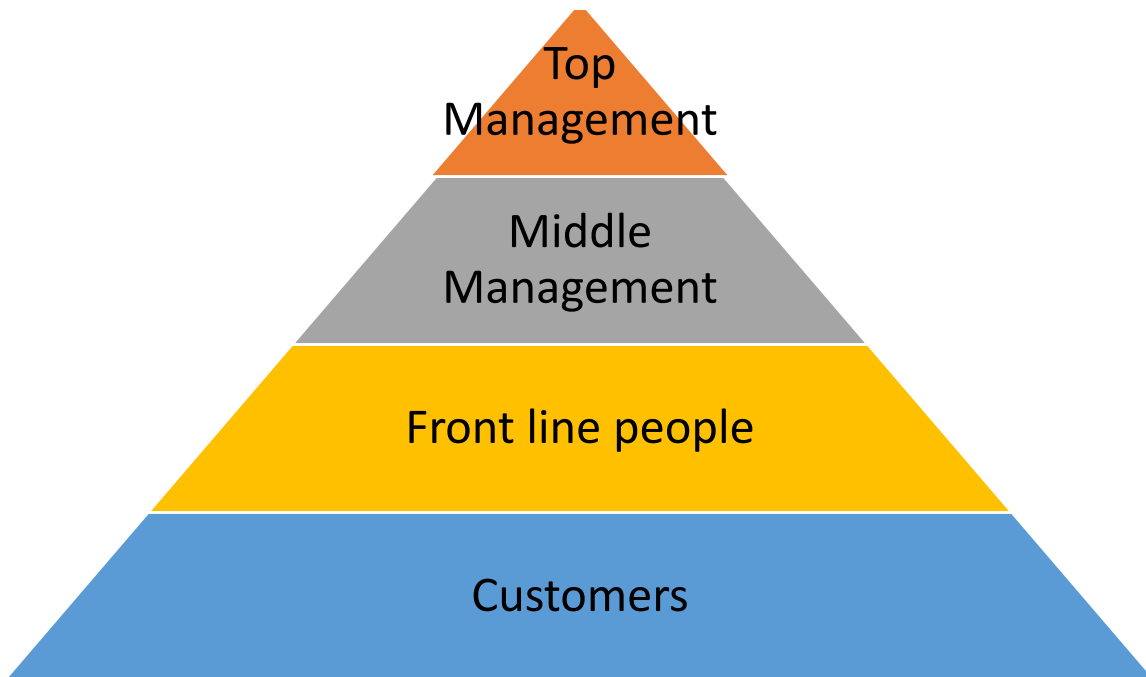 Top
Management
Middle
Management
Front line people
Customers